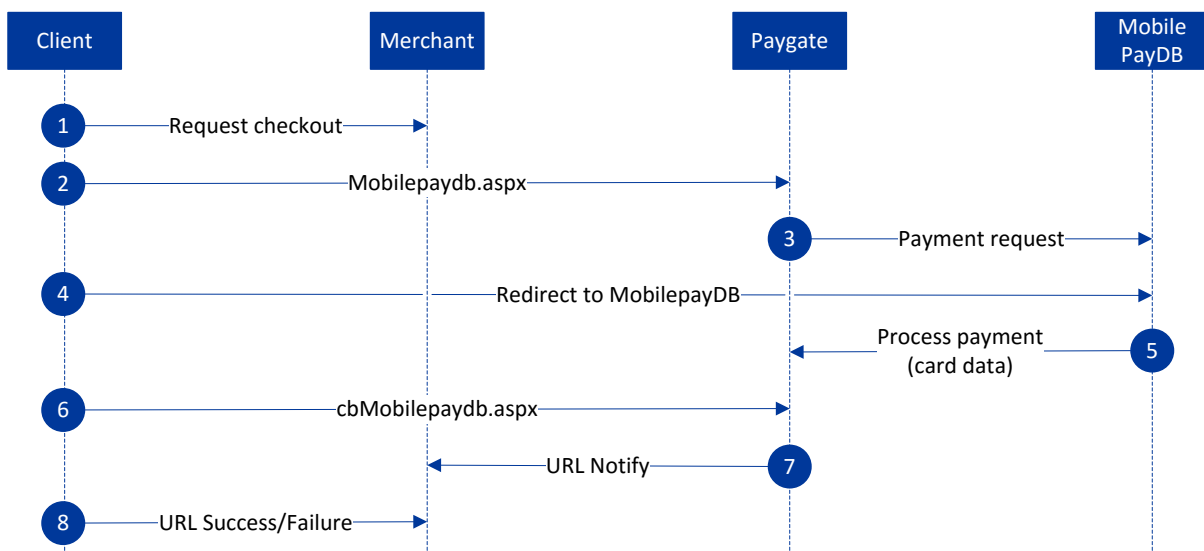 Client
Merchant
Paygate
Mobile
PayDB
1
Request checkout
2
Mobilepaydb.aspx
3
Payment request
4
Redirect to MobilepayDB
Process payment
(card data)
5
6
cbMobilepaydb.aspx
URL Notify
7
8
URL Success/Failure